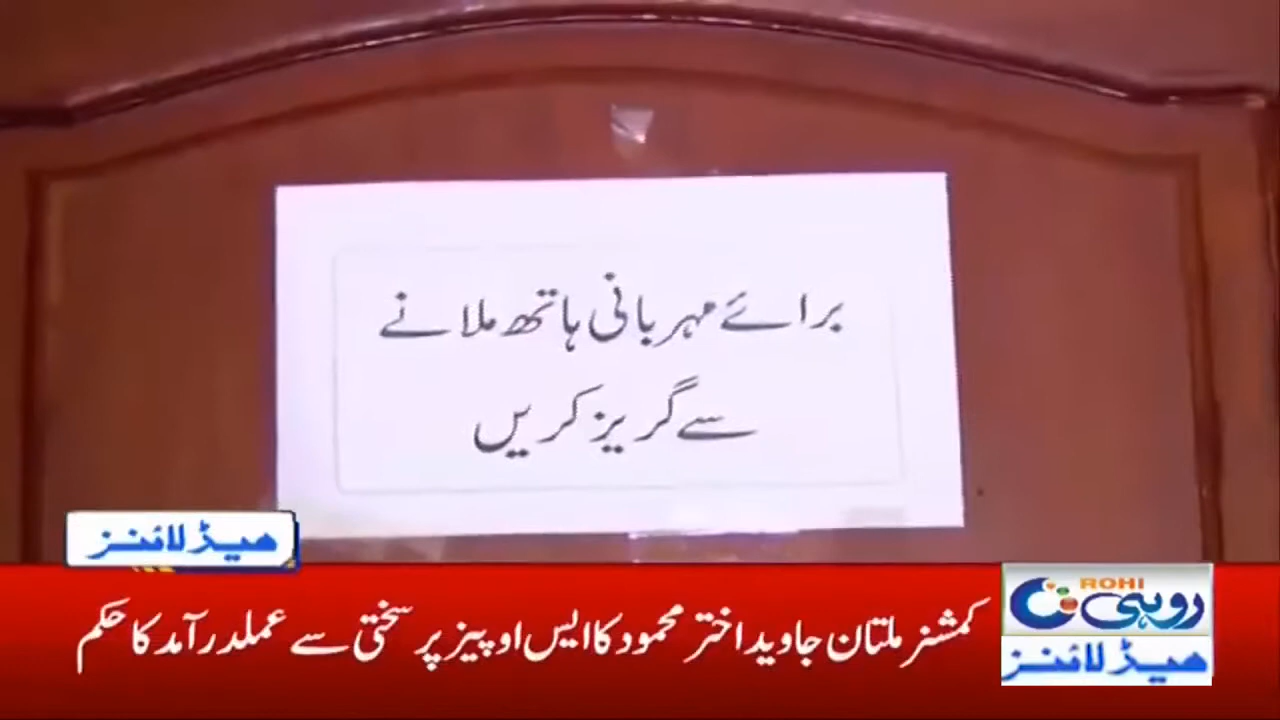 برائے مہربانی ہاتھ ملانے
سے گریز کریں
ہیڈ لائنز
کمشنر ملتان جاوید اختر محمود کا ایس او پیز پر سختی سے عملدرآمد کا حکم
ROHI
روہی
ہیڈ لائنز